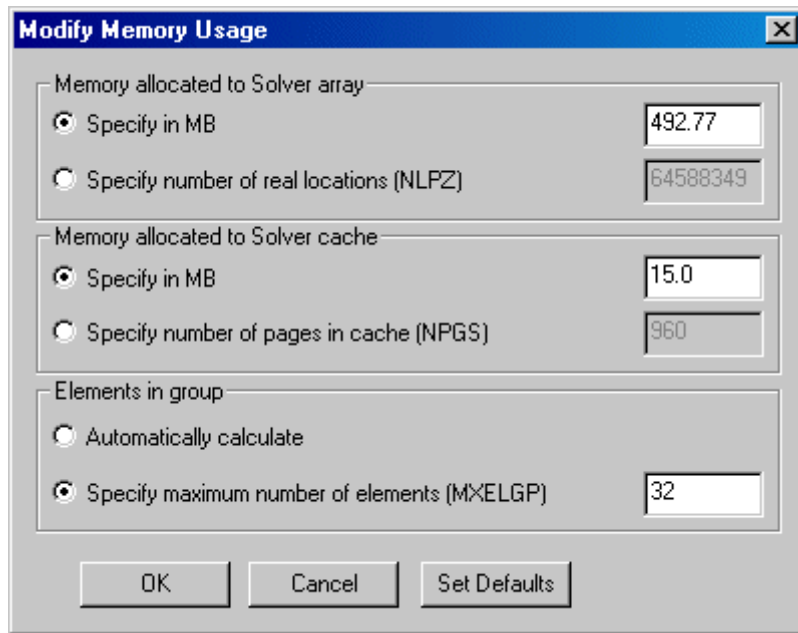 Modify Memory Usage
Memory allocated to Solver array
Specify in MB 492.77
Specify number of real locations (NLPZ) 64588349
Memory allocated to Solver cache
Specify in MB 15.0
Specify number of pages in cache (NPGS) 960
Elements in group
Automatically calculate
Specify maximum number of elements (MXELGP) 32
OK Cancel Set Defaults